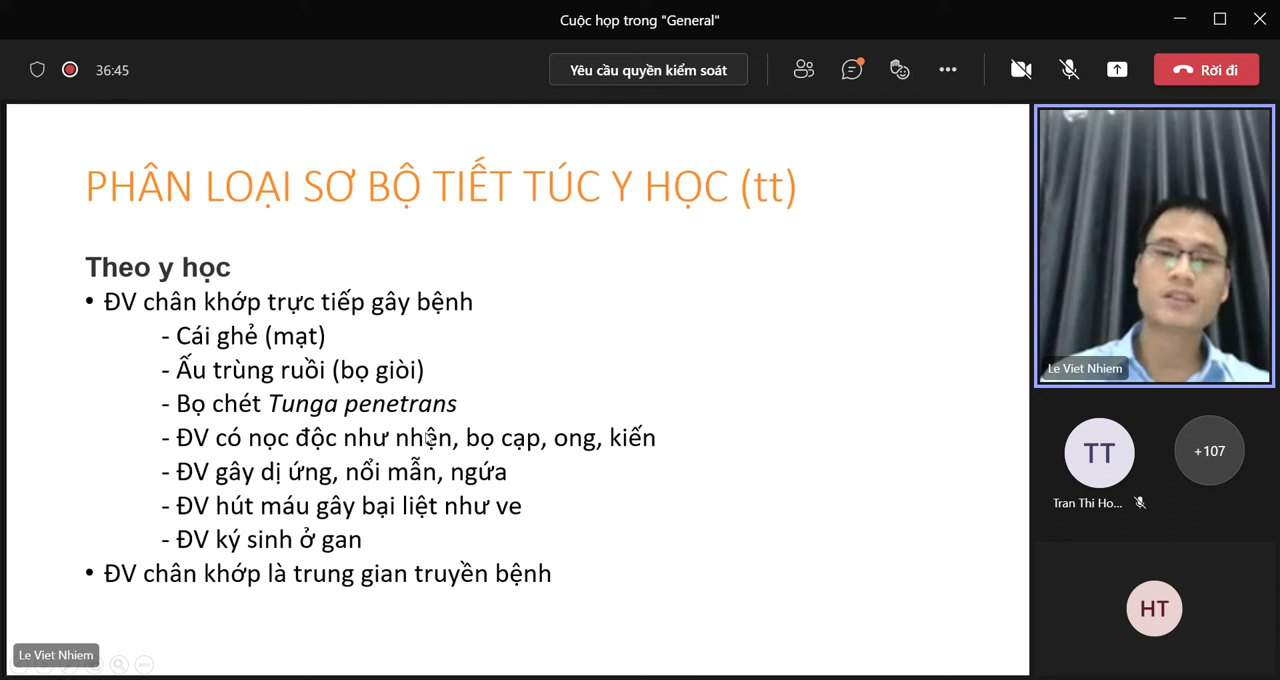 Cuộc họp trong "General"
36:45
Yêu cầu quyền kiểm soát
Rời đi
PHÂN LOẠI SƠ BỘ TIẾT TÚC Y HỌC (tt)
Theo y học
• ĐV chân khớp trực tiếp gây bệnh
- Cái ghẻ (mạt)
- Ấu trùng ruồi (bọ giòi)
- Bọ chét Tunga penetrans
- ĐV có nọc độc như nhện, bọ cạp, ong, kiến
- ĐV gây dị ứng, nổi mẫn, ngứa
- ĐV hút máu gây bại liệt như ve
- ĐV ký sinh ở gan
• ĐV chân khớp là trung gian truyền bệnh
Le Viet Nhiem
Le Viet Nhiem
TT
+107
Tran Thi Ho...
HT